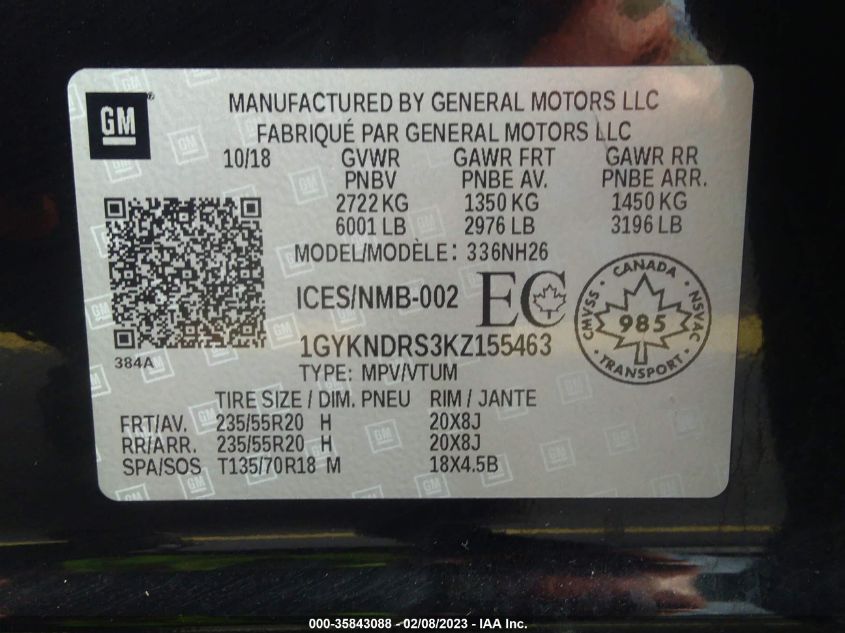 GM
MANUFACTURED BY GENERAL MOTORS LLC
FABRIQUÉ PAR GENERAL MOTORS LLC
10/18 GVWR GAWR FRT GAWR RR
PNBV PNBE AV. PNBE ARR.
2722 KG 1350 KG 1450 KG
6001 LB 2976 LB 3196 LB
MODEL/MODÈLE: 336NH26
ICES/NMB-002 EC
CANADA
CMVSS 985 NSVAC
TRANSPORT
384A
1GYKNDRS3KZ155463
TYPE: MPV/VTUM
TIRE SIZE / DIM. PNEU RIM / JANTE
FRT/AV. 235/55R20 H 20X8J
RR/ARR. 235/55R20 H 20X8J
SPA/SOS T135/70R18 M 18X4.5B
000-35843088 - 02/08/2023 - IAA Inc.